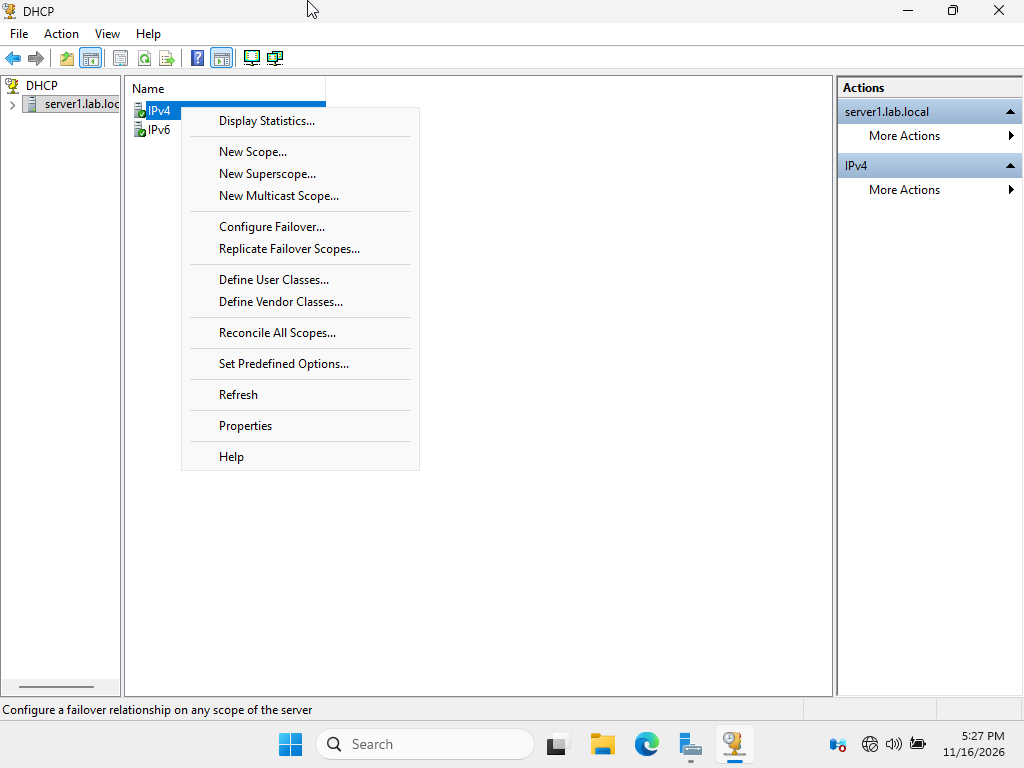 DHCP
File Action View Help
DHCP
server1.lab.loc
Name
IPv4
IPv6
Display Statistics...
New Scope...
New Superscope...
New Multicast Scope...
Configure Failover...
Replicate Failover Scopes...
Define User Classes...
Define Vendor Classes...
Reconcile All Scopes...
Set Predefined Options...
Refresh
Properties
Help
Actions
server1.lab.local
More Actions
IPv4
More Actions
Configure a failover relationship on any scope of the server
Search
5:27 PM
11/16/2026